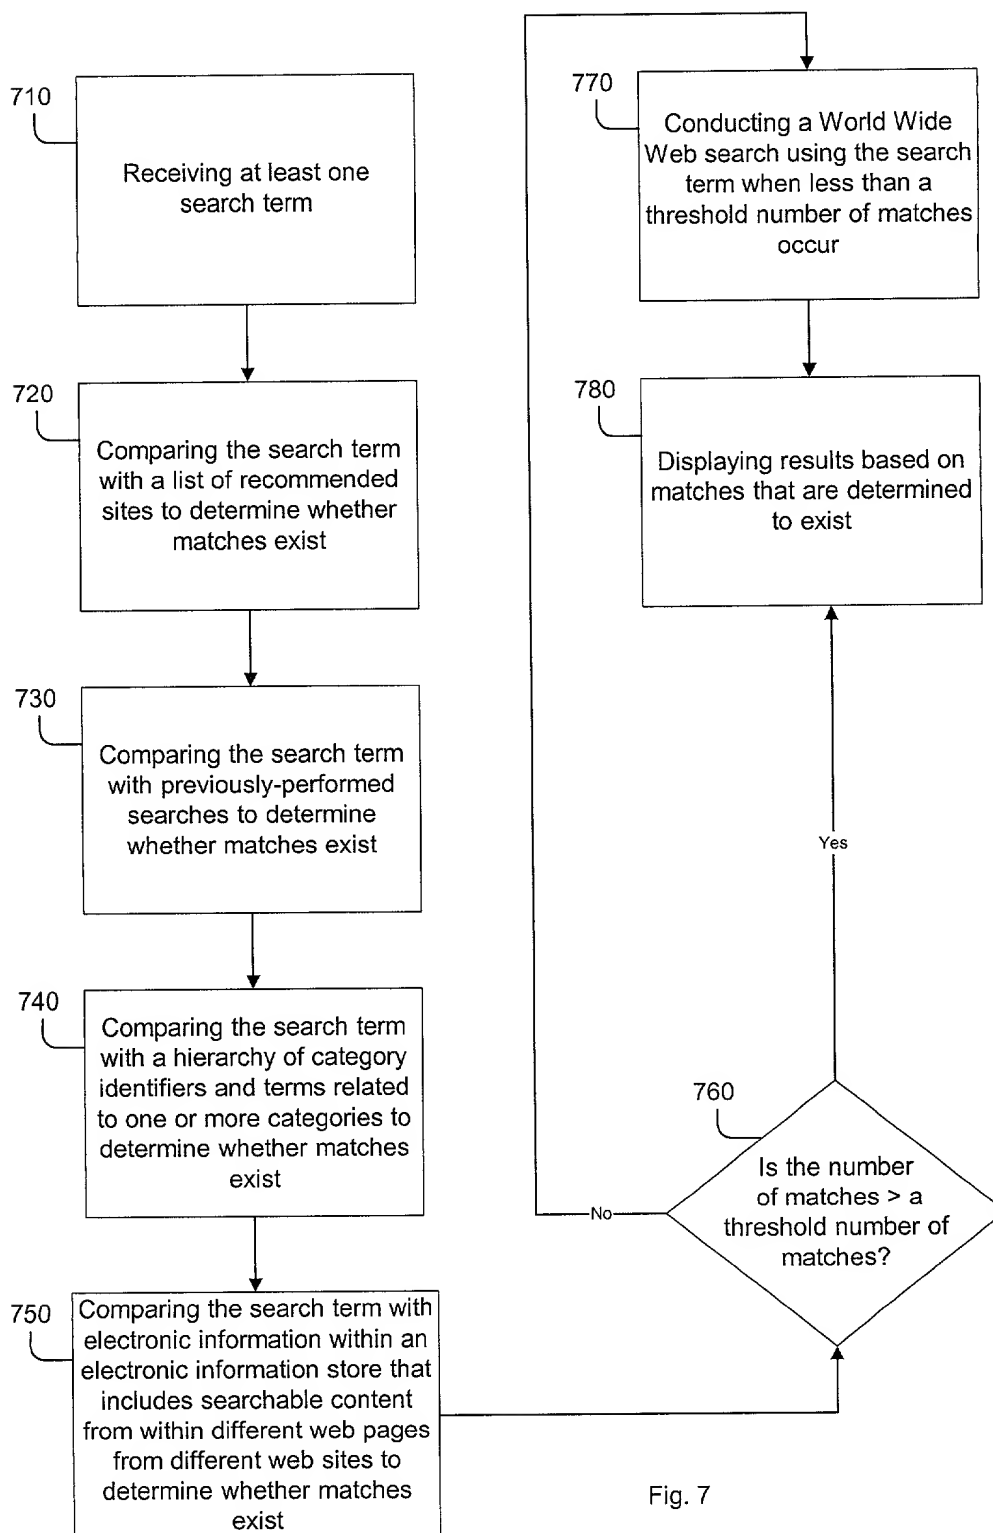 710
Receiving at least one
search term
720
Comparing the search term
with a list of recommended
sites to determine whether
matches exist
730
Comparing the search term
with previously-performed
searches to determine
whether matches exist
740
Comparing the search term
with a hierarchy of category
identifiers and terms related
to one or more categories to
determine whether matches
exist
750
Comparing the search term with
electronic information within an
electronic information store that
includes searchable content
from within different web pages
from different web sites to
determine whether matches
exist
760
Is the number
of matches > a
threshold number of
matches?
No
Yes
770
Conducting a World Wide
Web search using the search
term when less than a
threshold number of matches
occur
780
Displaying results based on
matches that are determined
to exist
Fig. 7